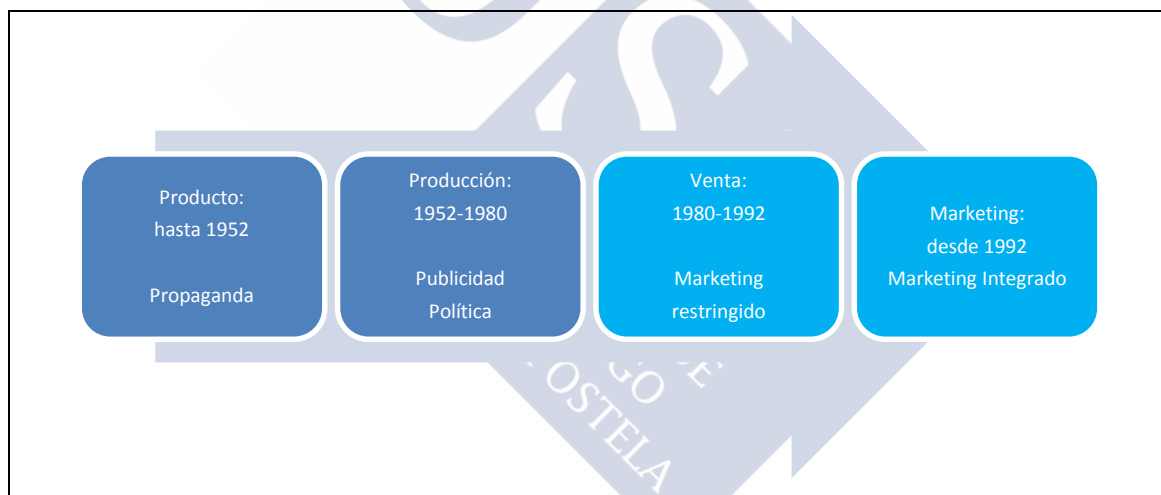 Producto:
hasta 1952
Propaganda
Producción:
1952-1980
Publicidad
Política
Venta:
1980-1992
Marketing
restringido
Marketing:
desde 1992
Marketing Integrado
OSTELA